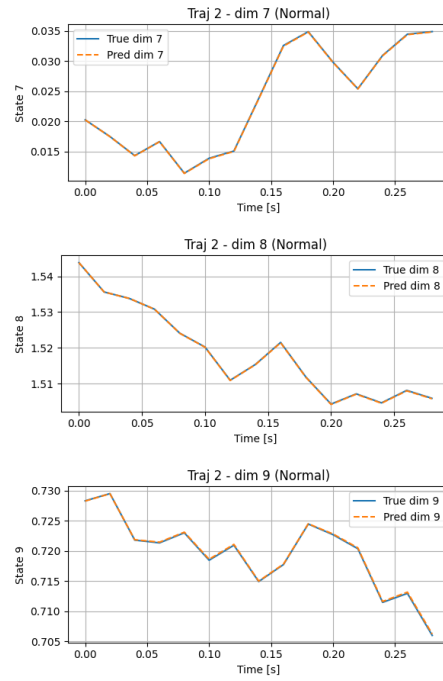 Traj 2 - dim 7 (Normal)
0.035
0.030
0.025
0.020
0.015
State 7
True dim 7
Pred dim 7
0.00 0.05 0.10 0.15 0.20 0.25
Time [s]
Traj 2 - dim 8 (Normal)
1.54
1.53
1.52
1.51
State 8
True dim 8
Pred dim 8
0.00 0.05 0.10 0.15 0.20 0.25
Time [s]
Traj 2 - dim 9 (Normal)
0.730
0.725
0.720
0.715
0.710
0.705
State 9
True dim 9
Pred dim 9
0.00 0.05 0.10 0.15 0.20 0.25
Time [s]